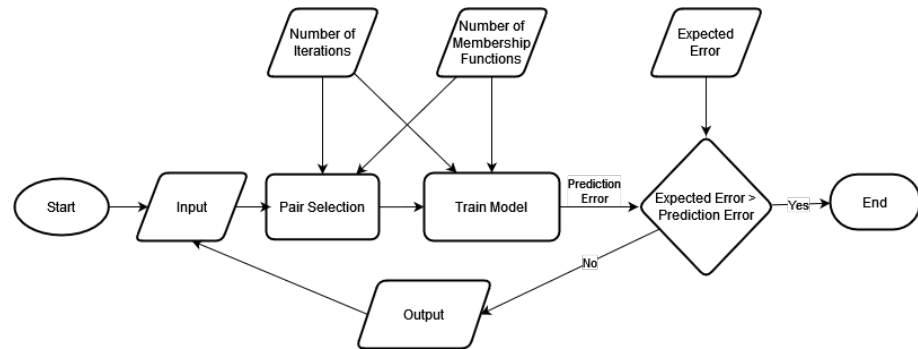 Number of
Iterations
Number of
Membership
Functions
Expected
Error
Start
Input
Pair Selection
Train Model
Prediction
Error
Expected Error >
Prediction Error
Yes
End
No
Output